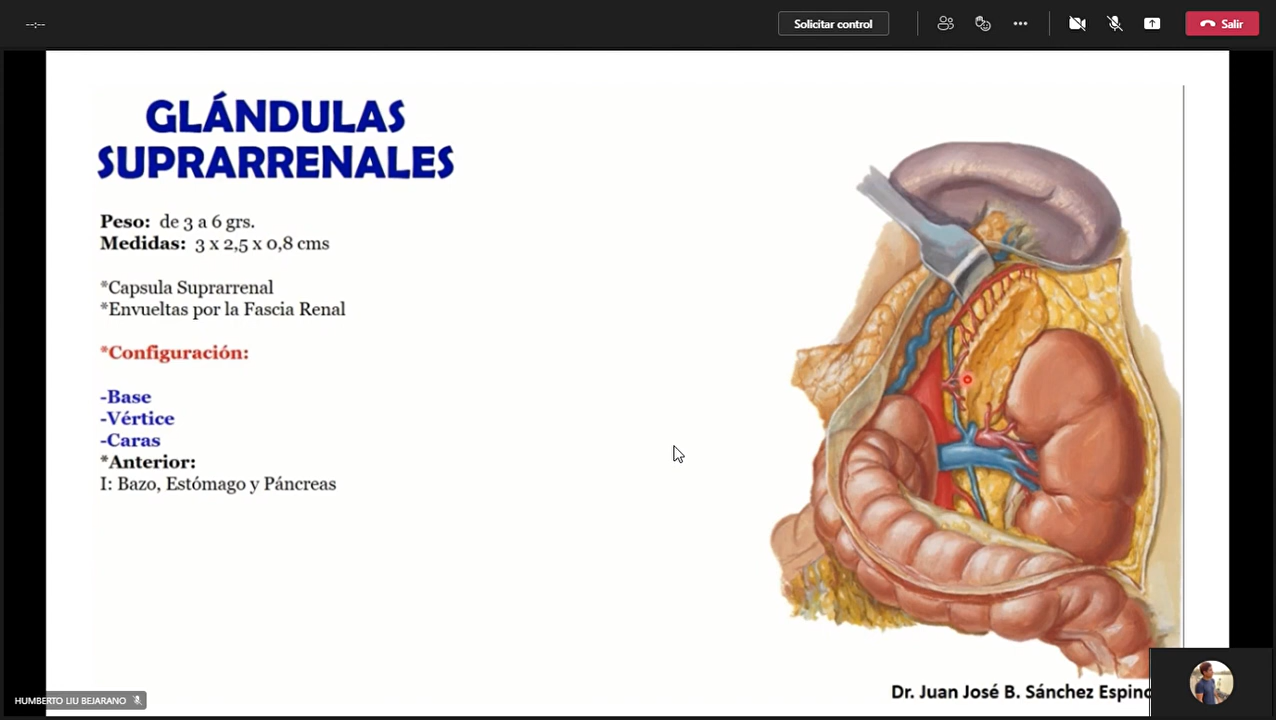 --:--
Solicitar control
Salir
GLÁNDULAS
SUPRARRENALES
Peso: de 3 a 6 grs.
Medidas: 3 x 2,5 x 0,8 cms
*Capsula Suprarrenal
*Envueltas por la Fascia Renal
*Configuración:
-Base
-Vértice
-Caras
*Anterior:
I: Bazo, Estómago y Páncreas
Dr. Juan José B. Sánchez Espino
HUMBERTO LIU BEJARANO